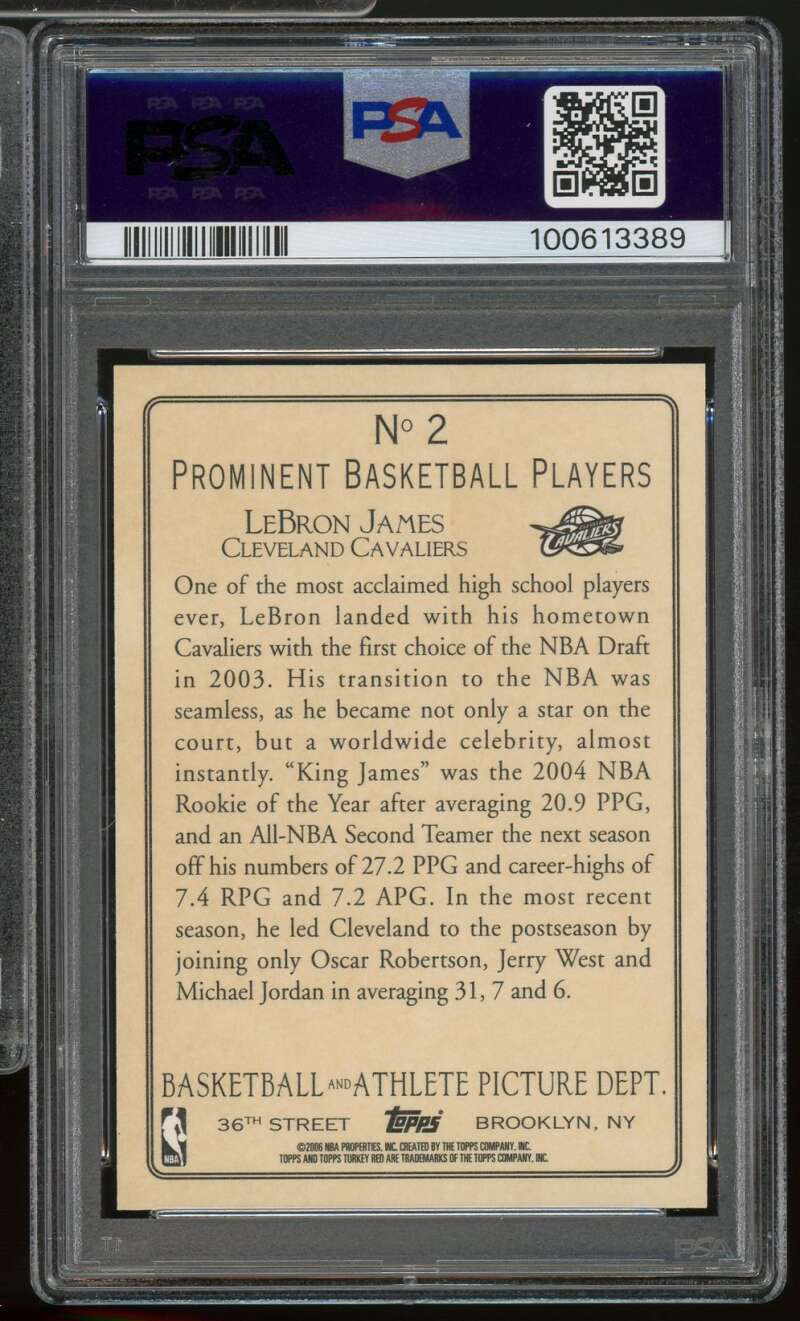 PSA PSA PSA
PSA
PSA PSA PSA
PSA
100613389
Nº 2
PROMINENT BASKETBALL PLAYERS
LEBRON JAMES
CLEVELAND CAVALIERS
CAVALIERS
One of the most acclaimed high school players
ever, LeBron landed with his hometown
Cavaliers with the first choice of the NBA Draft
in 2003. His transition to the NBA was
seamless, as he became not only a star on the
court, but a worldwide celebrity, almost
instantly. “King James” was the 2004 NBA
Rookie of the Year after averaging 20.9 PPG,
and an All-NBA Second Teamer the next season
off his numbers of 27.2 PPG and career-highs of
7.4 RPG and 7.2 APG. In the most recent
season, he led Cleveland to the postseason by
joining only Oscar Robertson, Jerry West and
Michael Jordan in averaging 31, 7 and 6.
BASKETBALL AND ATHLETE PICTURE DEPT.
36TH STREET Topps BROOKLYN, NY
NBA
©2006 NBA PROPERTIES, INC. CREATED BY THE TOPPS COMPANY, INC.
TOPPS AND TOPPS TURKEY RED ARE TRADEMARKS OF THE TOPPS COMPANY, INC.
PSA